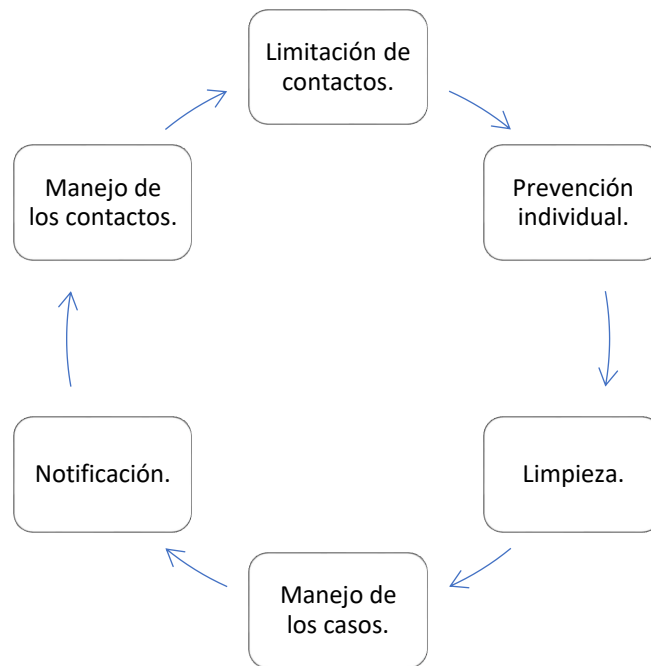 Limitación de
contactos.
Prevención
individual.
Limpieza.
Manejo de
los casos.
Notificación.
Manejo de
los contactos.